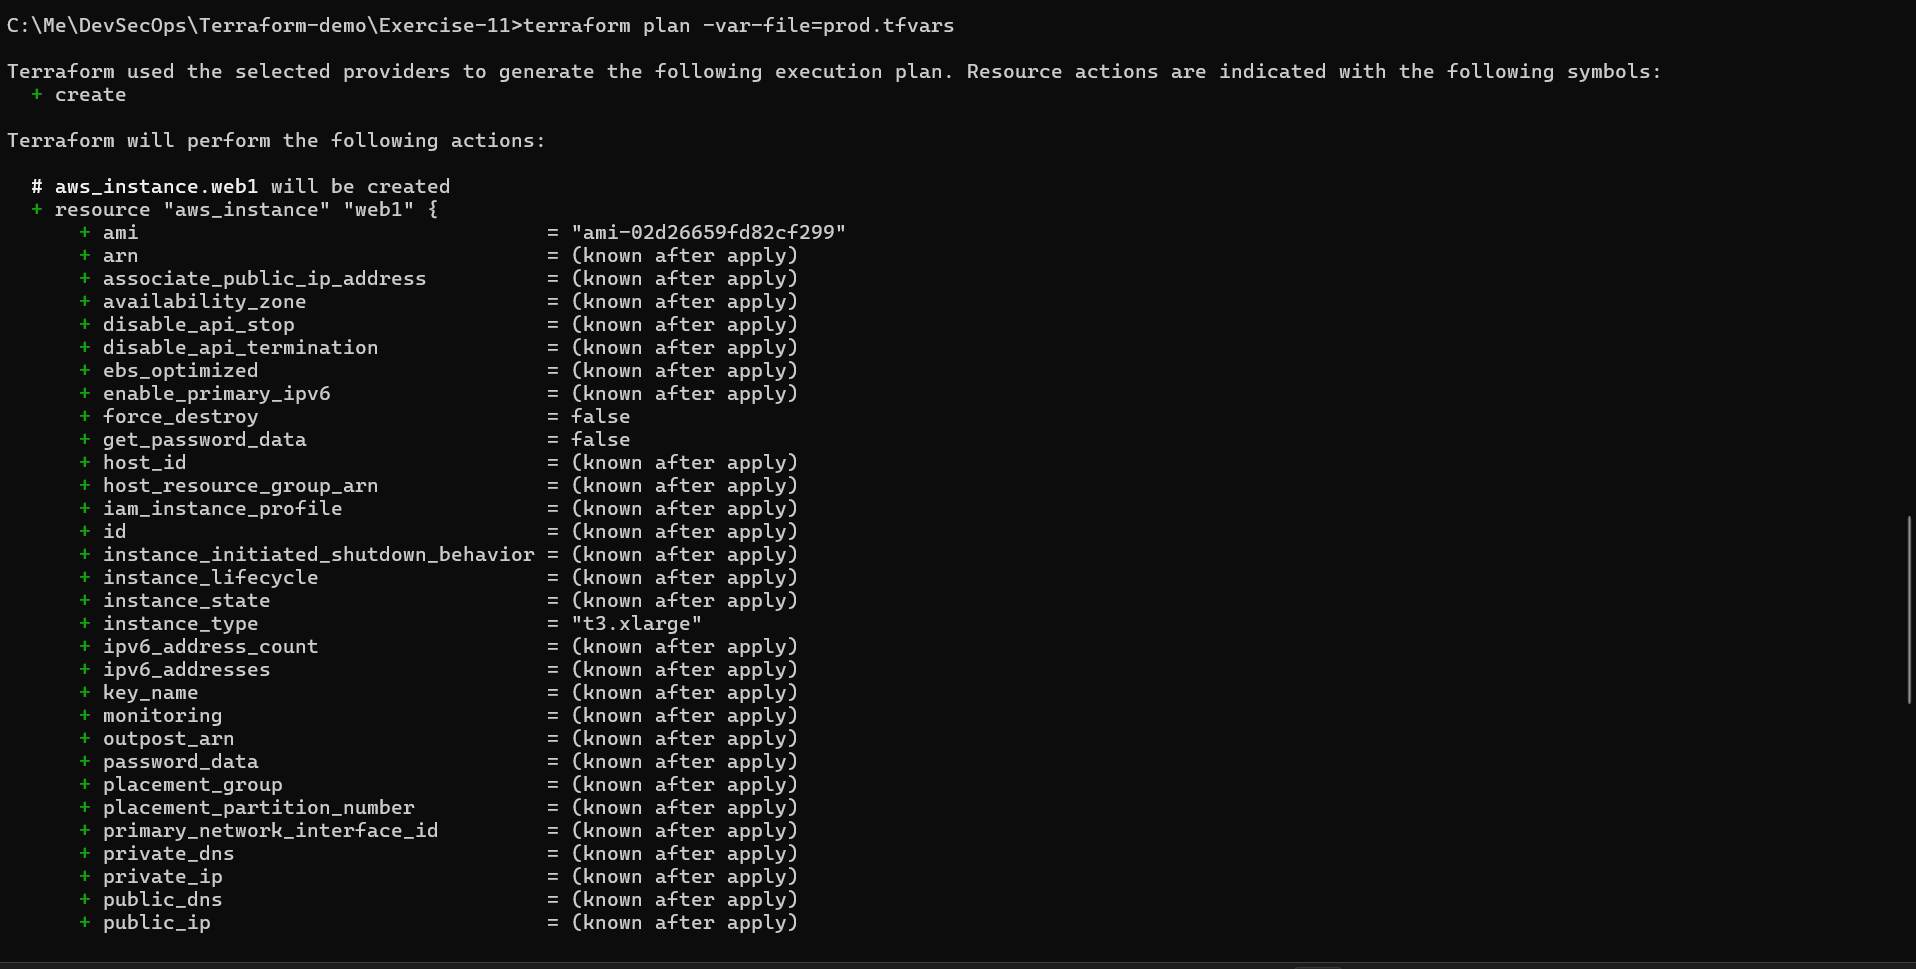 C:\Me\DevSecOps\Terraform-demo\Exercise-11>terraform plan -var-file=prod.tfvars
Terraform used the selected providers to generate the following execution plan. Resource actions are indicated with the following symbols:
+ create
Terraform will perform the following actions:
# aws_instance.web1 will be created
+ resource "aws_instance" "web1" {
+ ami = "ami-02d26659fd82cf299"
+ arn = (known after apply)
+ associate_public_ip_address = (known after apply)
+ availability_zone = (known after apply)
+ disable_api_stop = (known after apply)
+ disable_api_termination = (known after apply)
+ ebs_optimized = (known after apply)
+ enable_primary_ipv6 = (known after apply)
+ force_destroy = false
+ get_password_data = false
+ host_id = (known after apply)
+ host_resource_group_arn = (known after apply)
+ iam_instance_profile = (known after apply)
+ id = (known after apply)
+ instance_initiated_shutdown_behavior = (known after apply)
+ instance_lifecycle = (known after apply)
+ instance_state = (known after apply)
+ instance_type = "t3.xlarge"
+ ipv6_address_count = (known after apply)
+ ipv6_addresses = (known after apply)
+ key_name = (known after apply)
+ monitoring = (known after apply)
+ outpost_arn = (known after apply)
+ password_data = (known after apply)
+ placement_group = (known after apply)
+ placement_partition_number = (known after apply)
+ primary_network_interface_id = (known after apply)
+ private_dns = (known after apply)
+ private_ip = (known after apply)
+ public_dns = (known after apply)
+ public_ip = (known after apply)